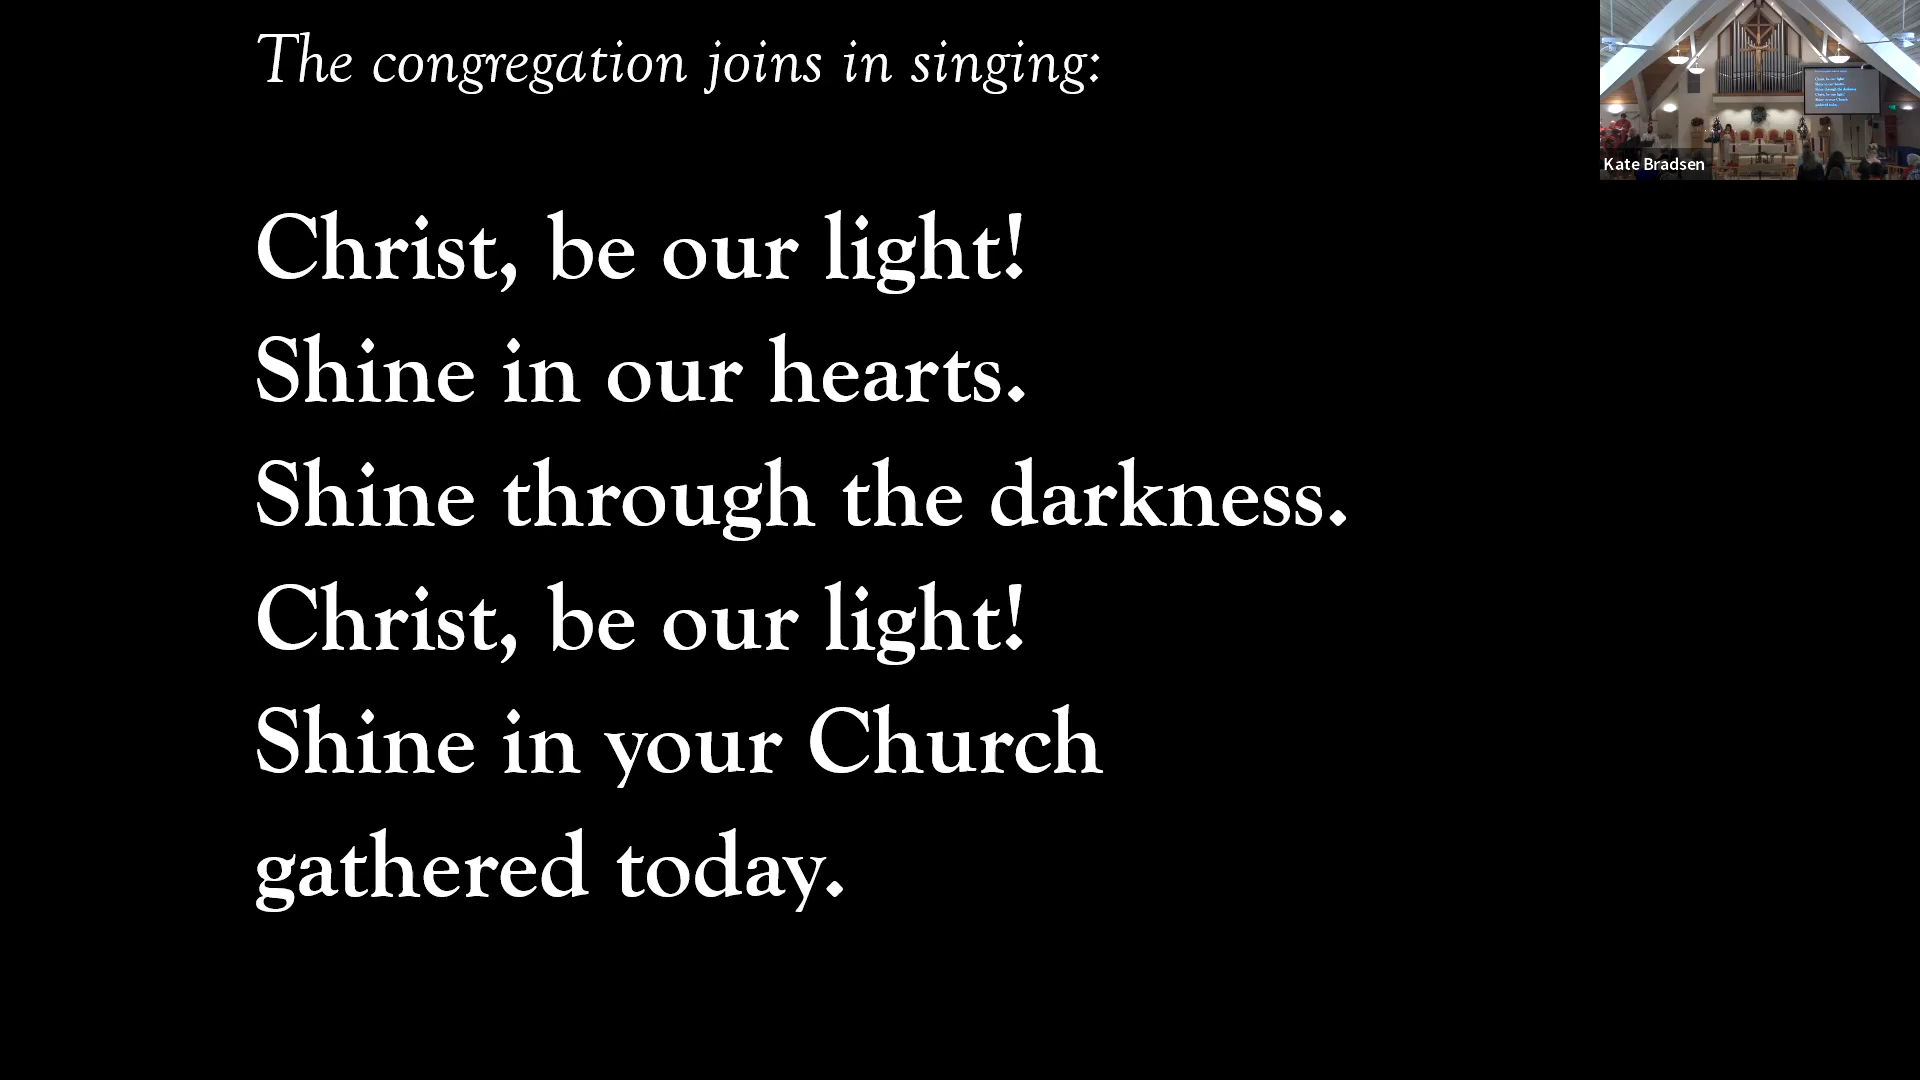 The congregation joins in singing:
Christ, be our light!
Shine in our hearts.
Shine through the darkness.
Christ, be our light!
Shine in your Church
gathered today.
Kate Bradsen